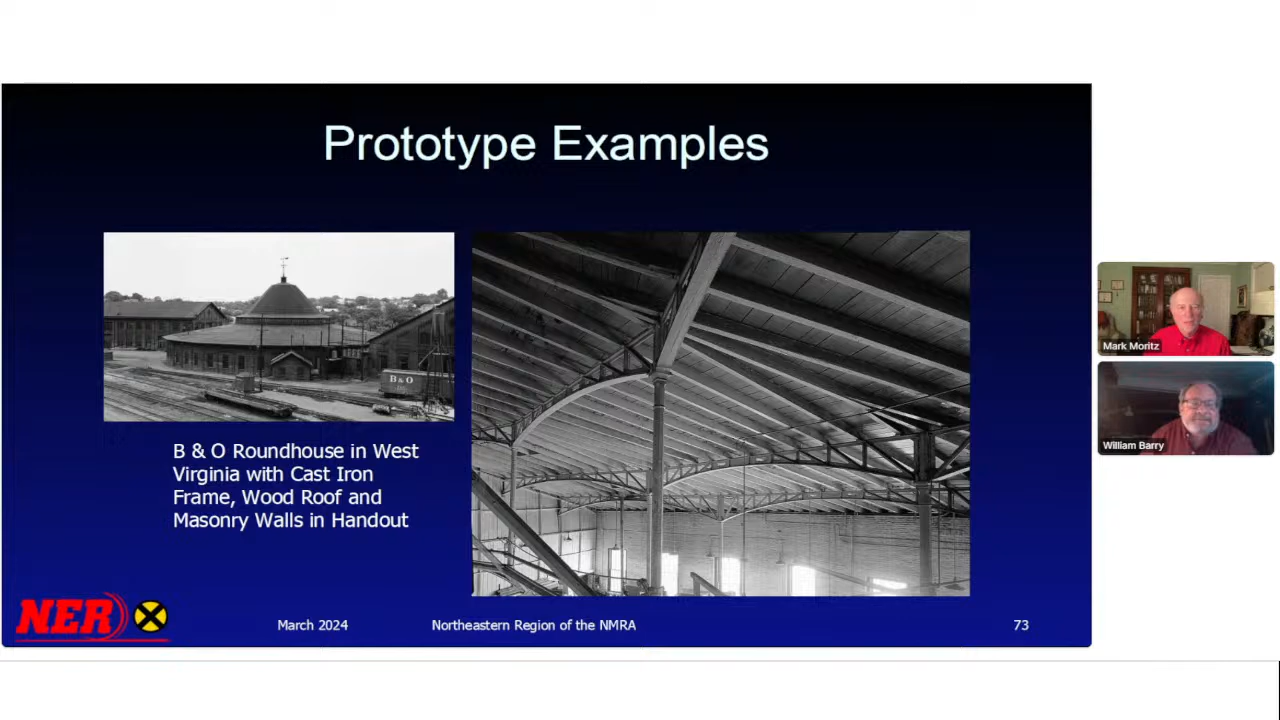 Prototype Examples
B & O
B & O Roundhouse in West
Virginia with Cast Iron
Frame, Wood Roof and
Masonry Walls in Handout
NER
March 2024
Northeastern Region of the NMRA
73
Mark Moritz
William Barry